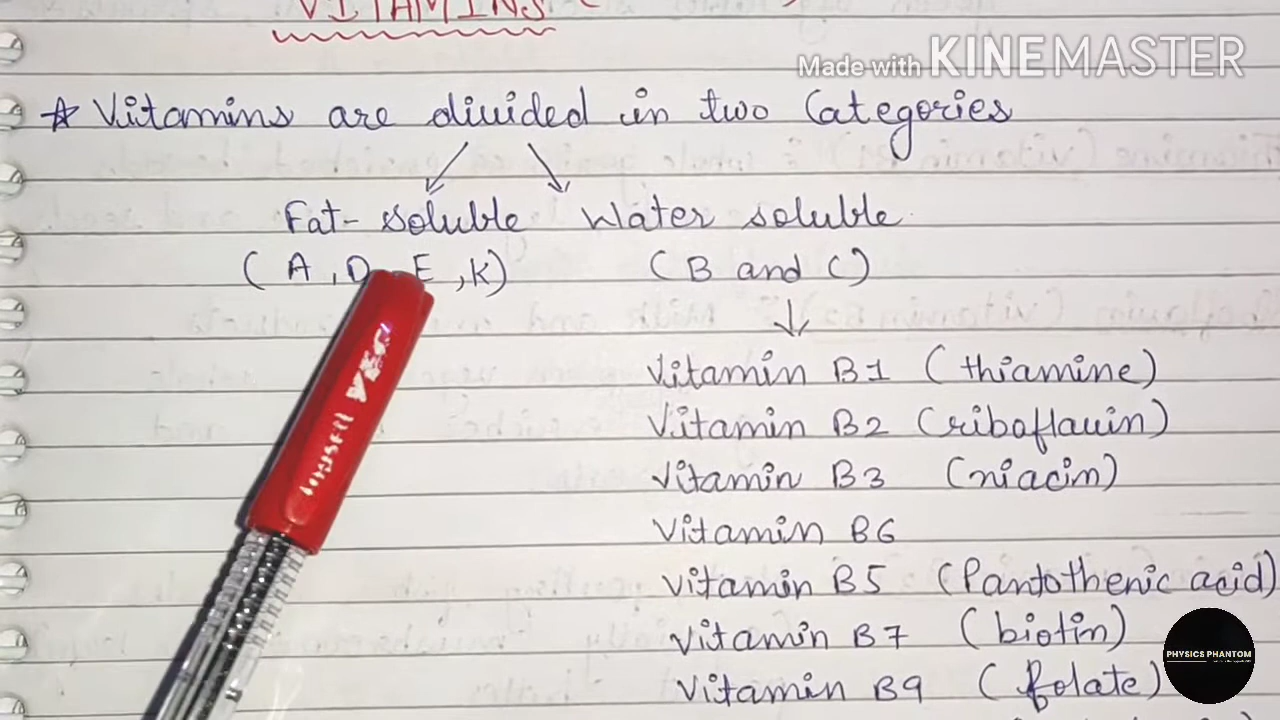 VITAMINS
Made with KINEMASTER
☆ Vitamins are divided in two Categories
Fat-soluble Water soluble
(A, D, E, K) (B and C)
Vitamin B1 (thiamine)
Vitamin B2 (riboflavin)
Vitamin B3 (niacin)
Vitamin B6
Vitamin B5 (Pantothenic acid)
Vitamin B7 (biotin)
Vitamin B9 (folate)
PHYSICS PHANTOM